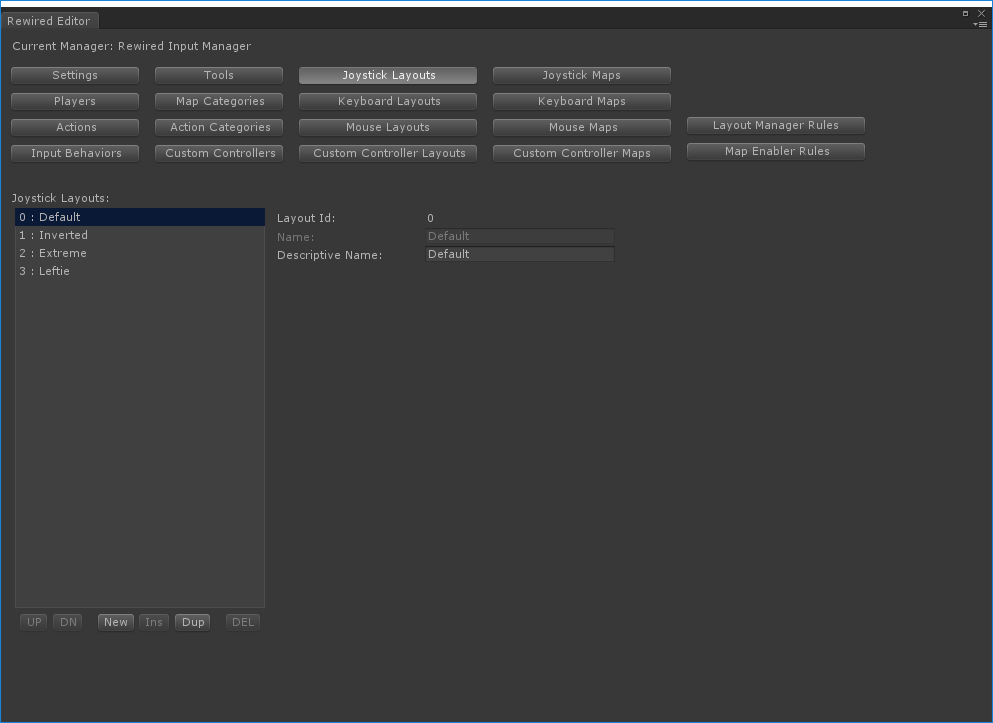 Rewired Editor
Current Manager: Rewired Input Manager
Settings Tools Joystick Layouts Joystick Maps
Players Map Categories Keyboard Layouts Keyboard Maps
Actions Action Categories Mouse Layouts Mouse Maps Layout Manager Rules
Input Behaviors Custom Controllers Custom Controller Layouts Custom Controller Maps Map Enabler Rules
Joystick Layouts:
0 : Default
1 : Inverted
2 : Extreme
3 : Leftie
Layout Id: 0
Name: Default
Descriptive Name: Default
UP DN New Ins Dup DEL